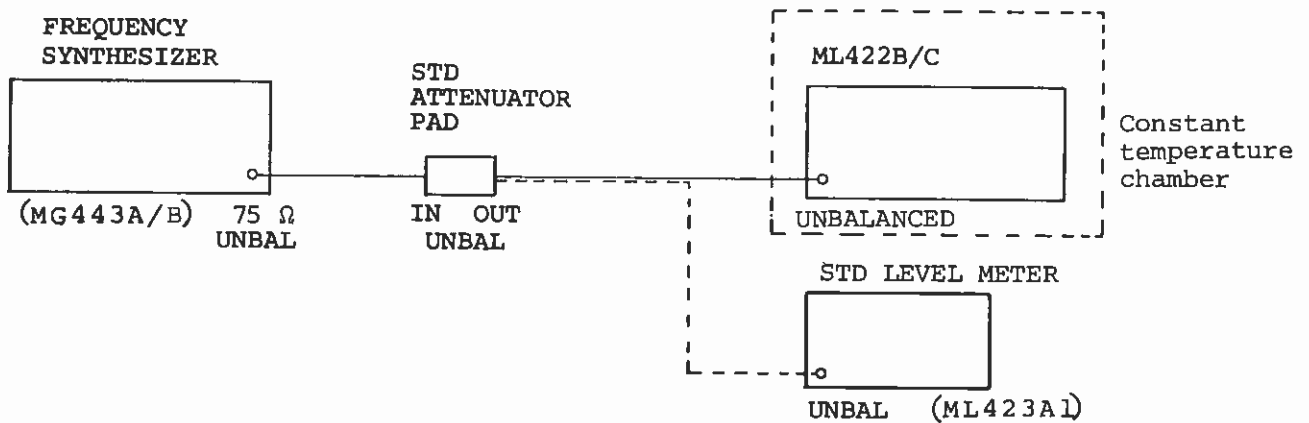 FREQUENCY
SYNTHESIZER
(MG443A/B)
75 Ω
UNBAL
STD
ATTENUATOR
PAD
IN OUT
UNBAL
ML422B/C
UNBALANCED
Constant
temperature
chamber
STD LEVEL METER
UNBAL (ML423A1)